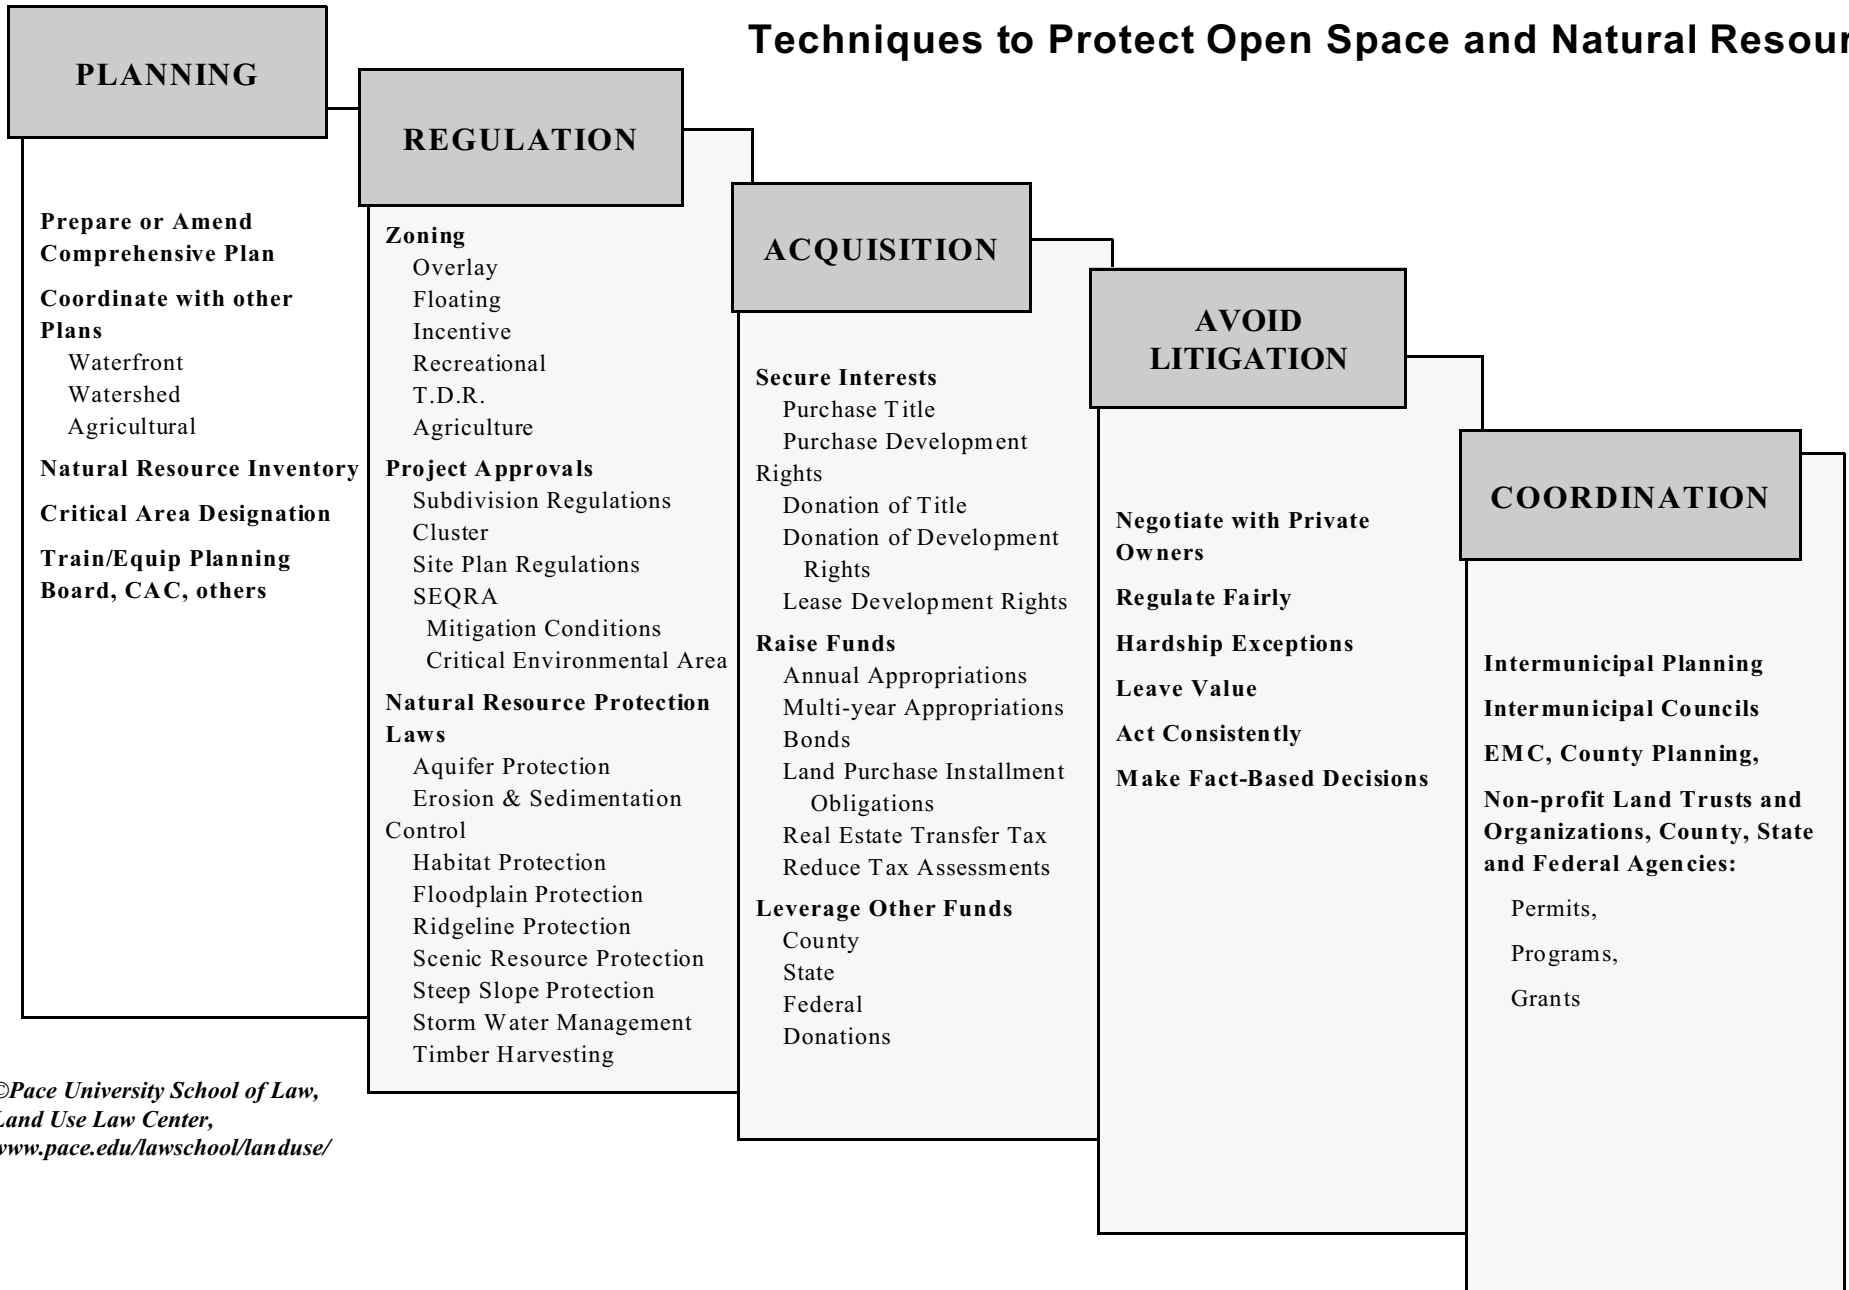 Techniques to Protect Open Space and Natural
PLANNING
Prepare or Amend
Comprehensive Plan
Coordinate with other
Plans
Waterfront
Watershed
Agricultural
Natural Resource Inventory
Critical Area Designation
Train/Equip Planning
Board, CAC, others
REGULATION
Zoning
Overlay
Floating
Incentive
Recreational
T.D.R.
Agriculture
Project Approvals
Subdivision Regulations
Cluster
Site Plan Regulations
SEQRA
Mitigation Conditions
Critical Environmental Area
Natural Resource Protection
Laws
Aquifer Protection
Erosion & Sedimentation
Control
Habitat Protection
Floodplain Protection
Ridgeline Protection
Scenic Resource Protection
Steep Slope Protection
Storm Water Management
Timber Harvesting
ACQUISITION
Secure Interests
Purchase Title
Purchase Development
Rights
Donation of Title
Donation of Development
Rights
Lease Development Rights
Raise Funds
Annual Appropriations
Multi-year Appropriations
Bonds
Land Purchase Installment
Obligations
Real Estate Transfer Tax
Reduce Tax Assessments
Leverage Other Funds
County
State
Federal
Donations
AVOID
LITIGATION
Negotiate with Private
Owners
Regulate Fairly
Hardship Exceptions
Leave Value
Act Consistently
Make Fact-Based Decisions
COORDINATION
Intermunicipal Planning
Intermunicipal Councils
EMC, County Planning,
Non-profit Land Trusts and
Organizations, County, State
and Federal Agencies:
Permits,
Programs,
Grants
©Pace University School of Law,
Land Use Law Center,
www.pace.edu/lawschool/landuse/